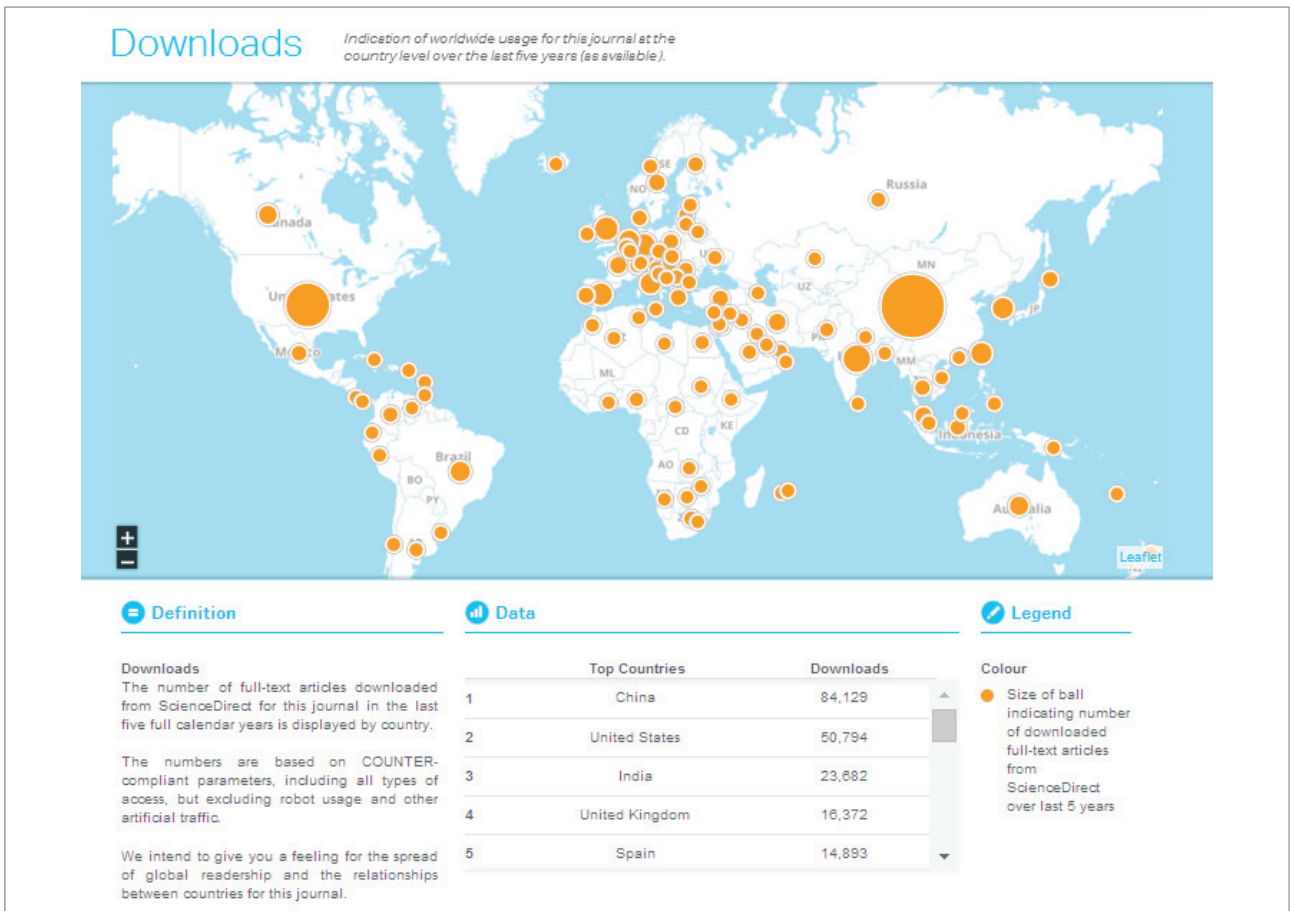 Downloads
Indication of worldwide usage for this journal at the
country level over the last five years (as available).
SE
NO
Russia
Canada
MN
UZ
JP
Mexico
ML
MM
Indonesia
CD
KE
Brazil
BO
AO
PY
Australia
+
−
Leaflet
Definition
Downloads
The number of full-text articles downloaded
from ScienceDirect for this journal in the last
five full calendar years is displayed by country.
The numbers are based on COUNTER-
compliant parameters, including all types of
access, but excluding robot usage and other
artificial traffic.
We intend to give you a feeling for the spread
of global readership and the relationships
between countries for this journal.
Data
Top Countries Downloads
1 China 84,129
2 United States 50,794
3 India 23,682
4 United Kingdom 16,372
5 Spain 14,893
Legend
Colour
Size of ball
indicating number
of downloaded
full-text articles
from
ScienceDirect
over last 5 years